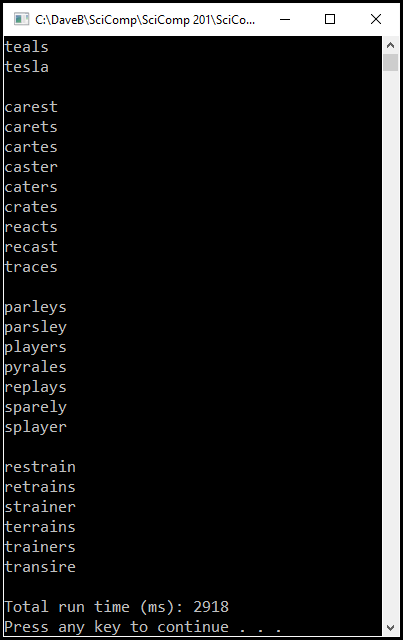 C:\DaveB\SciComp\SciComp 201\SciCo...
teals
tesla
carest
carets
cartes
caster
caters
crates
reacts
recast
traces
parleys
parsley
players
pyrales
replays
sparely
splayer
restrain
retrains
strainer
terrains
trainers
transire
Total run time (ms): 2918
Press any key to continue . . .